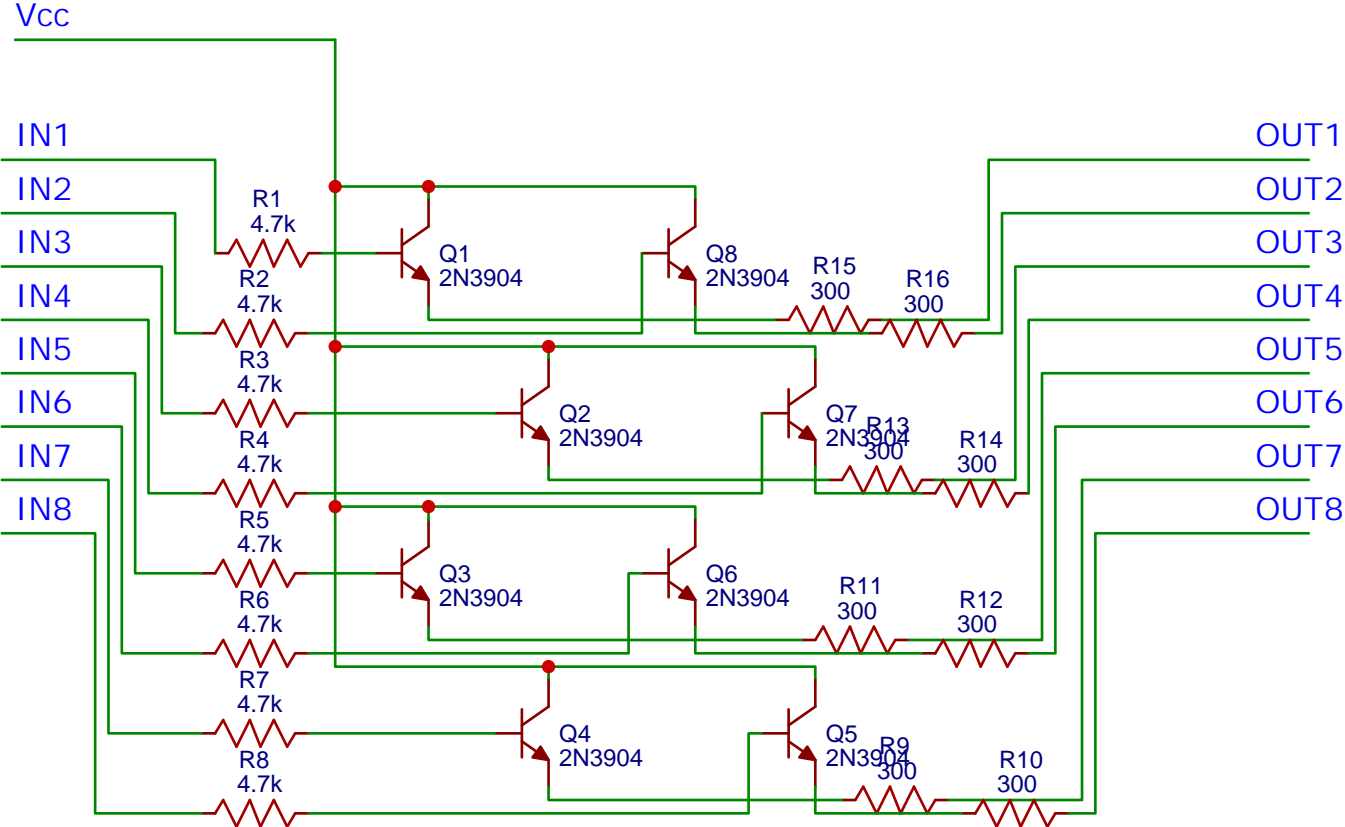 Vcc
IN1
OUT1
IN2
OUT2
R1
4.7k
IN3
OUT3
Q1
2N3904
Q8
2N3904
R15
300
R16
300
R2
4.7k
IN4
OUT4
IN5
OUT5
R3
4.7k
IN6
OUT6
Q2
2N3904
Q7
2N3904
R13
300
R14
300
R4
4.7k
IN7
OUT7
IN8
OUT8
R5
4.7k
Q3
2N3904
Q6
2N3904
R11
300
R12
300
R6
4.7k
R7
4.7k
Q4
2N3904
Q5
2N3904
R9
300
R10
300
R8
4.7k